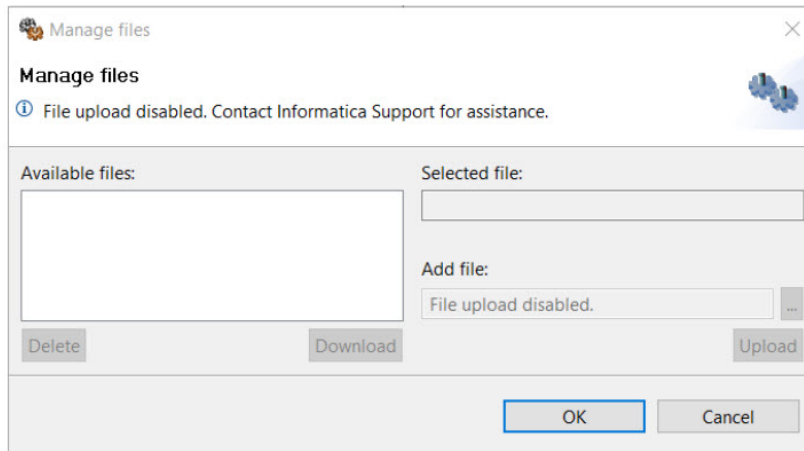 Manage files
Manage files
File upload disabled. Contact Informatica Support for assistance.
Available files:
Selected file:
Add file:
File upload disabled.
...
Delete
Download
Upload
OK
Cancel